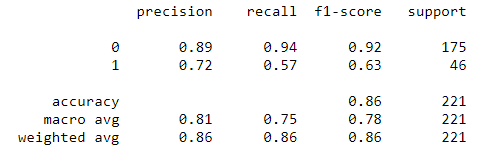 precision recall f1-score support
0 0.89 0.94 0.92 175
1 0.72 0.57 0.63 46
accuracy 0.86 221
macro avg 0.81 0.75 0.78 221
weighted avg 0.86 0.86 0.86 221